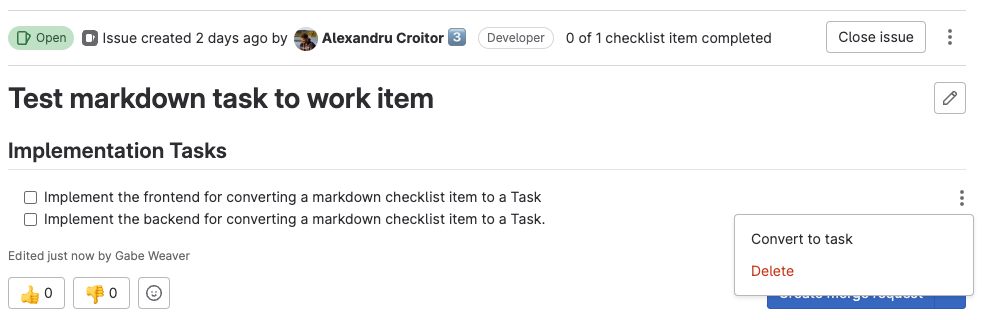 Open Issue created 2 days ago by Alexandru Croitor 3 Developer 0 of 1 checklist item completed Close issue
Test markdown task to work item
Implementation Tasks
Implement the frontend for converting a markdown checklist item to a Task
Implement the backend for converting a markdown checklist item to a Task.
Convert to task
Delete
Edited just now by Gabe Weaver
👍 0 👎 0
Create merge request